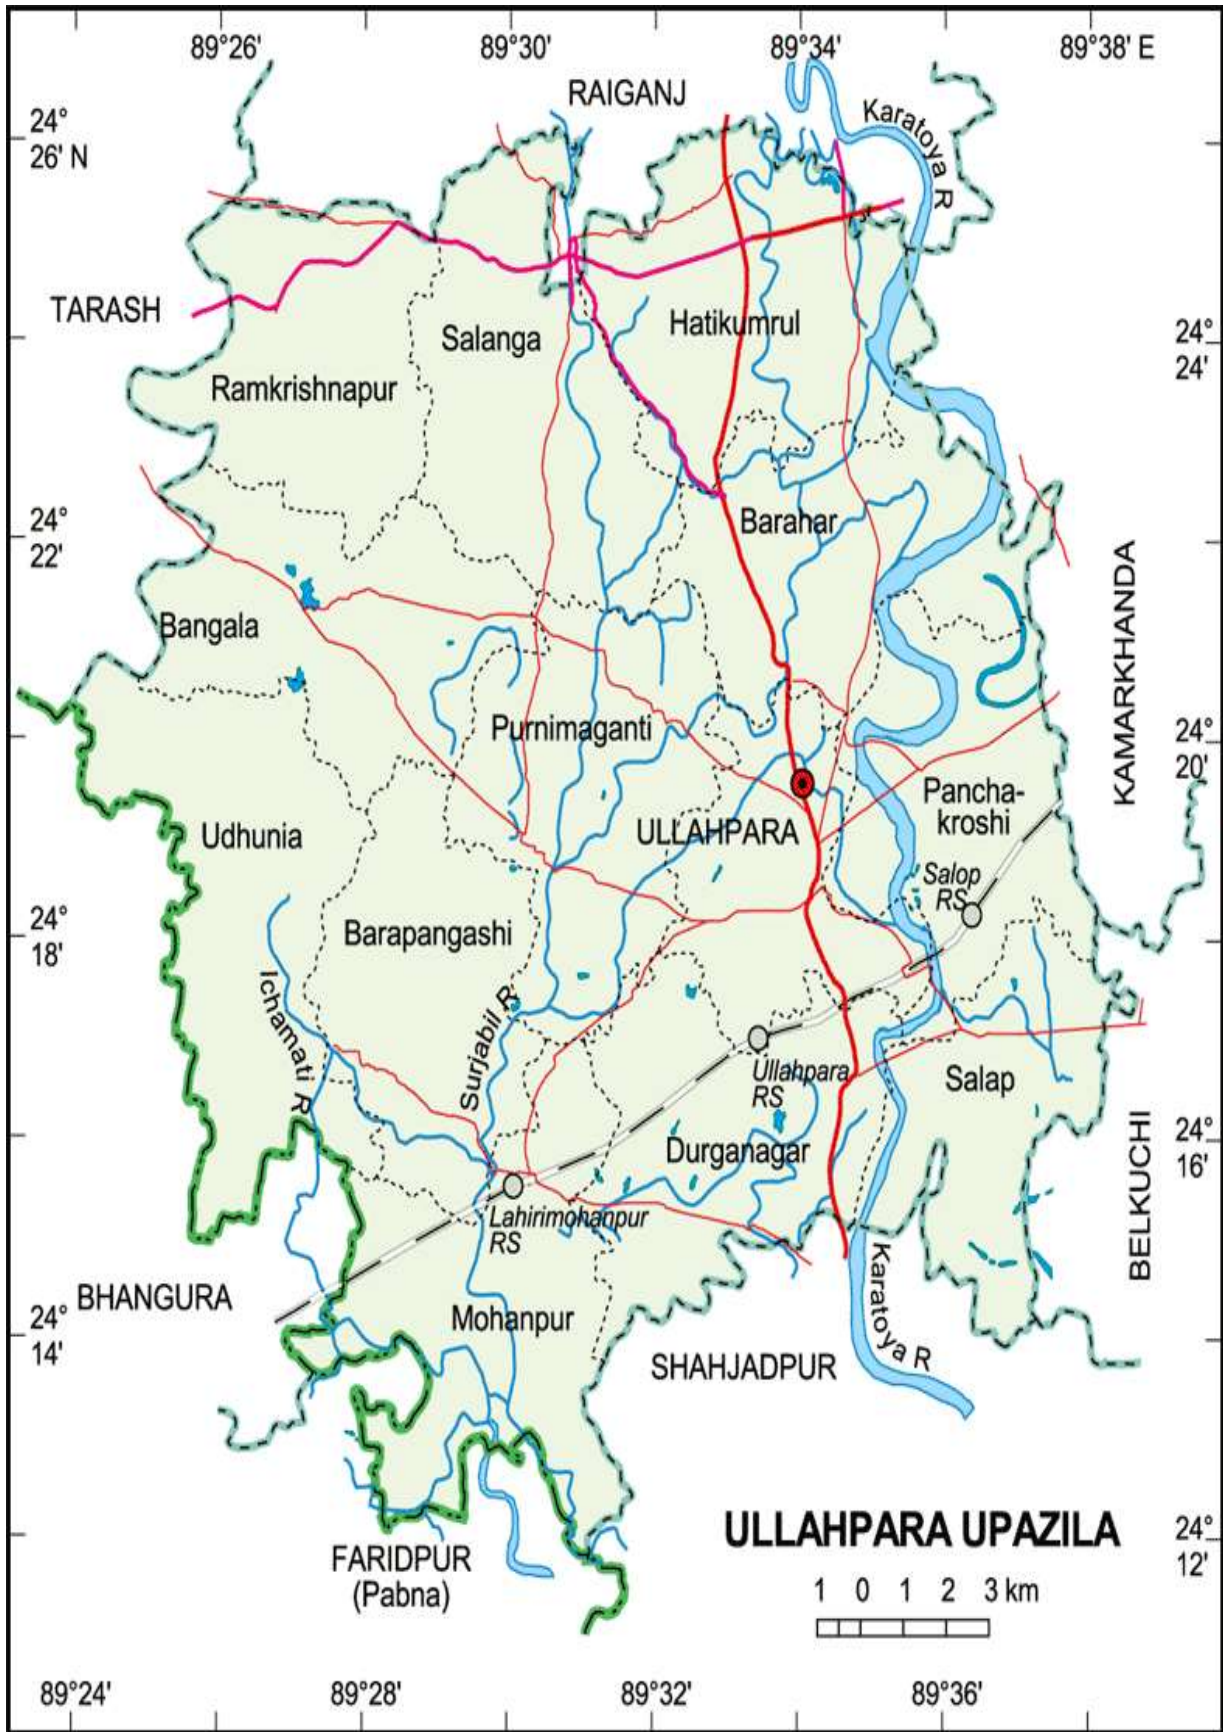 89°26'
89°30'
89°34'
89°38' E
RAIGANJ
Karatoya R
24°
26' N
TARASH
Salanga
Hatikumrul
24°
24'
Ramkrishnapur
24°
22'
Barahar
KAMARKHANDA
Bangala
Purnimaganti
24°
20'
Pancha-
kroshi
Udhunia
ULLAHPARA
Salop
RS
24°
18'
Barapangashi
Ichamati R
Surjabil R
Ullahpara
RS
Salap
Durganagar
24°
16'
BELKUCHI
Lahirimohanpur
RS
BHANGURA
Mohanpur
Karatoya R
24°
14'
SHAHJADPUR
ULLAHPARA UPAZILA
24°
12'
FARIDPUR
(Pabna)
1 0 1 2 3 km
89°24'
89°28'
89°32'
89°36'